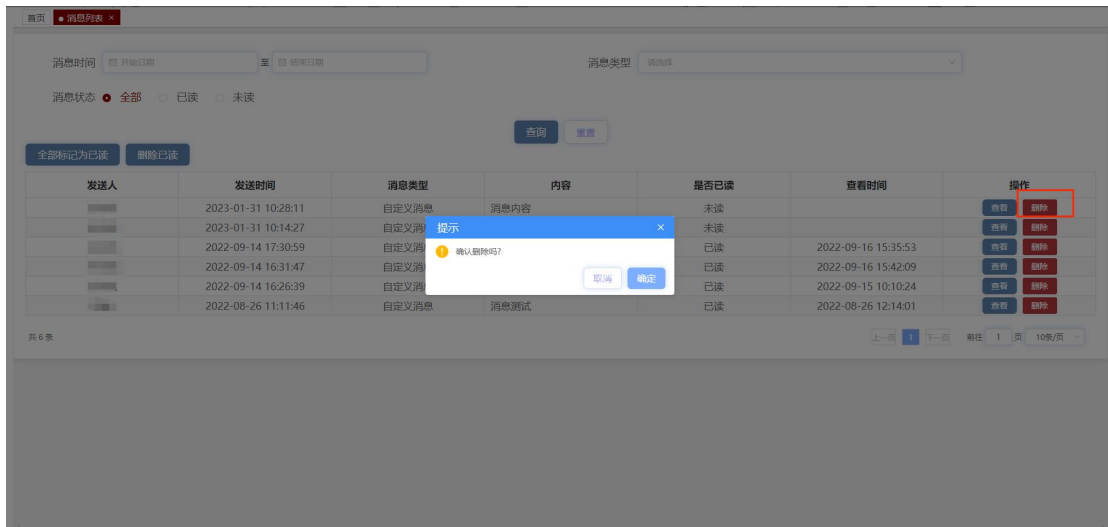 首页 消息列表 ×
消息时间 开始日期 至 结束日期 消息类型 请选择
消息状态 全部 已读 未读
查询 重置
全部标记为已读 删除已读
发送人 发送时间 消息类型 内容 是否已读 查看时间 操作
2023-01-31 10:28:11 自定义消息 消息内容 未读 查看 删除
2023-01-31 10:14:27 自定义消 未读 查看 删除
2022-09-14 17:30:59 自定义消 已读 2022-09-16 15:35:53 查看 删除
2022-09-14 16:31:47 自定义消 已读 2022-09-16 15:42:09 查看 删除
2022-09-14 16:26:39 自定义消 已读 2022-09-15 10:10:24 查看 删除
2022-08-26 11:11:46 自定义消息 消息测试 已读 2022-08-26 12:14:01 查看 删除
提示 ×
确认删除吗?
取消 确定
共 6 条 上一页 1 下一页 前往 1 页 10条/页